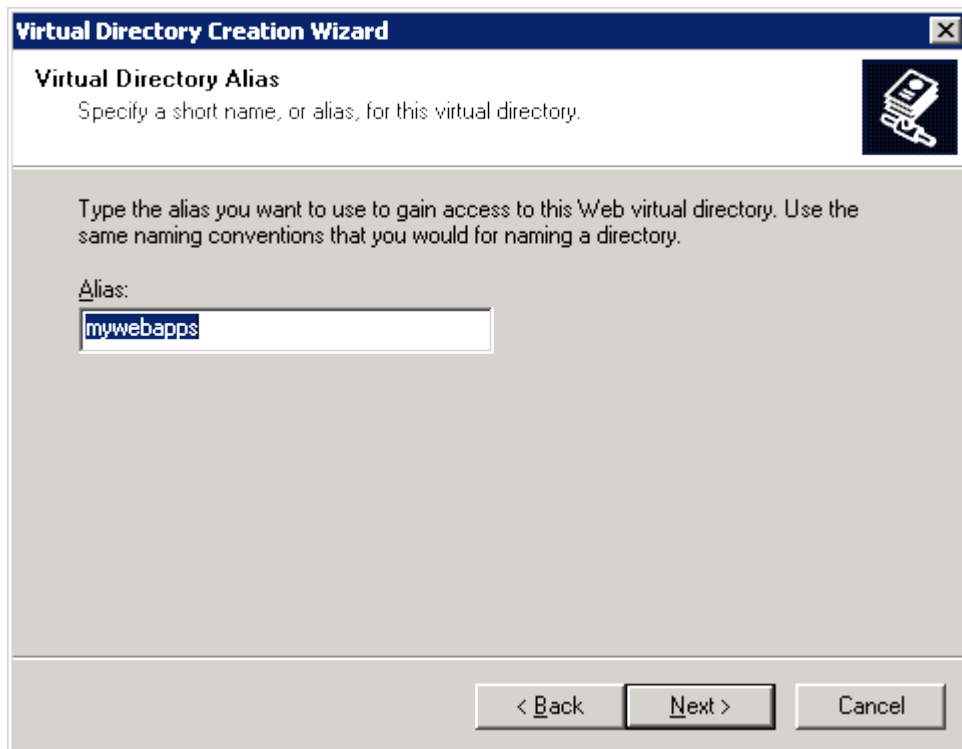 Virtual Directory Creation Wizard
Virtual Directory Alias
Specify a short name, or alias, for this virtual directory.
Type the alias you want to use to gain access to this Web virtual directory. Use the
same naming conventions that you would for naming a directory.
Alias:
mywebapps
< Back Next > Cancel